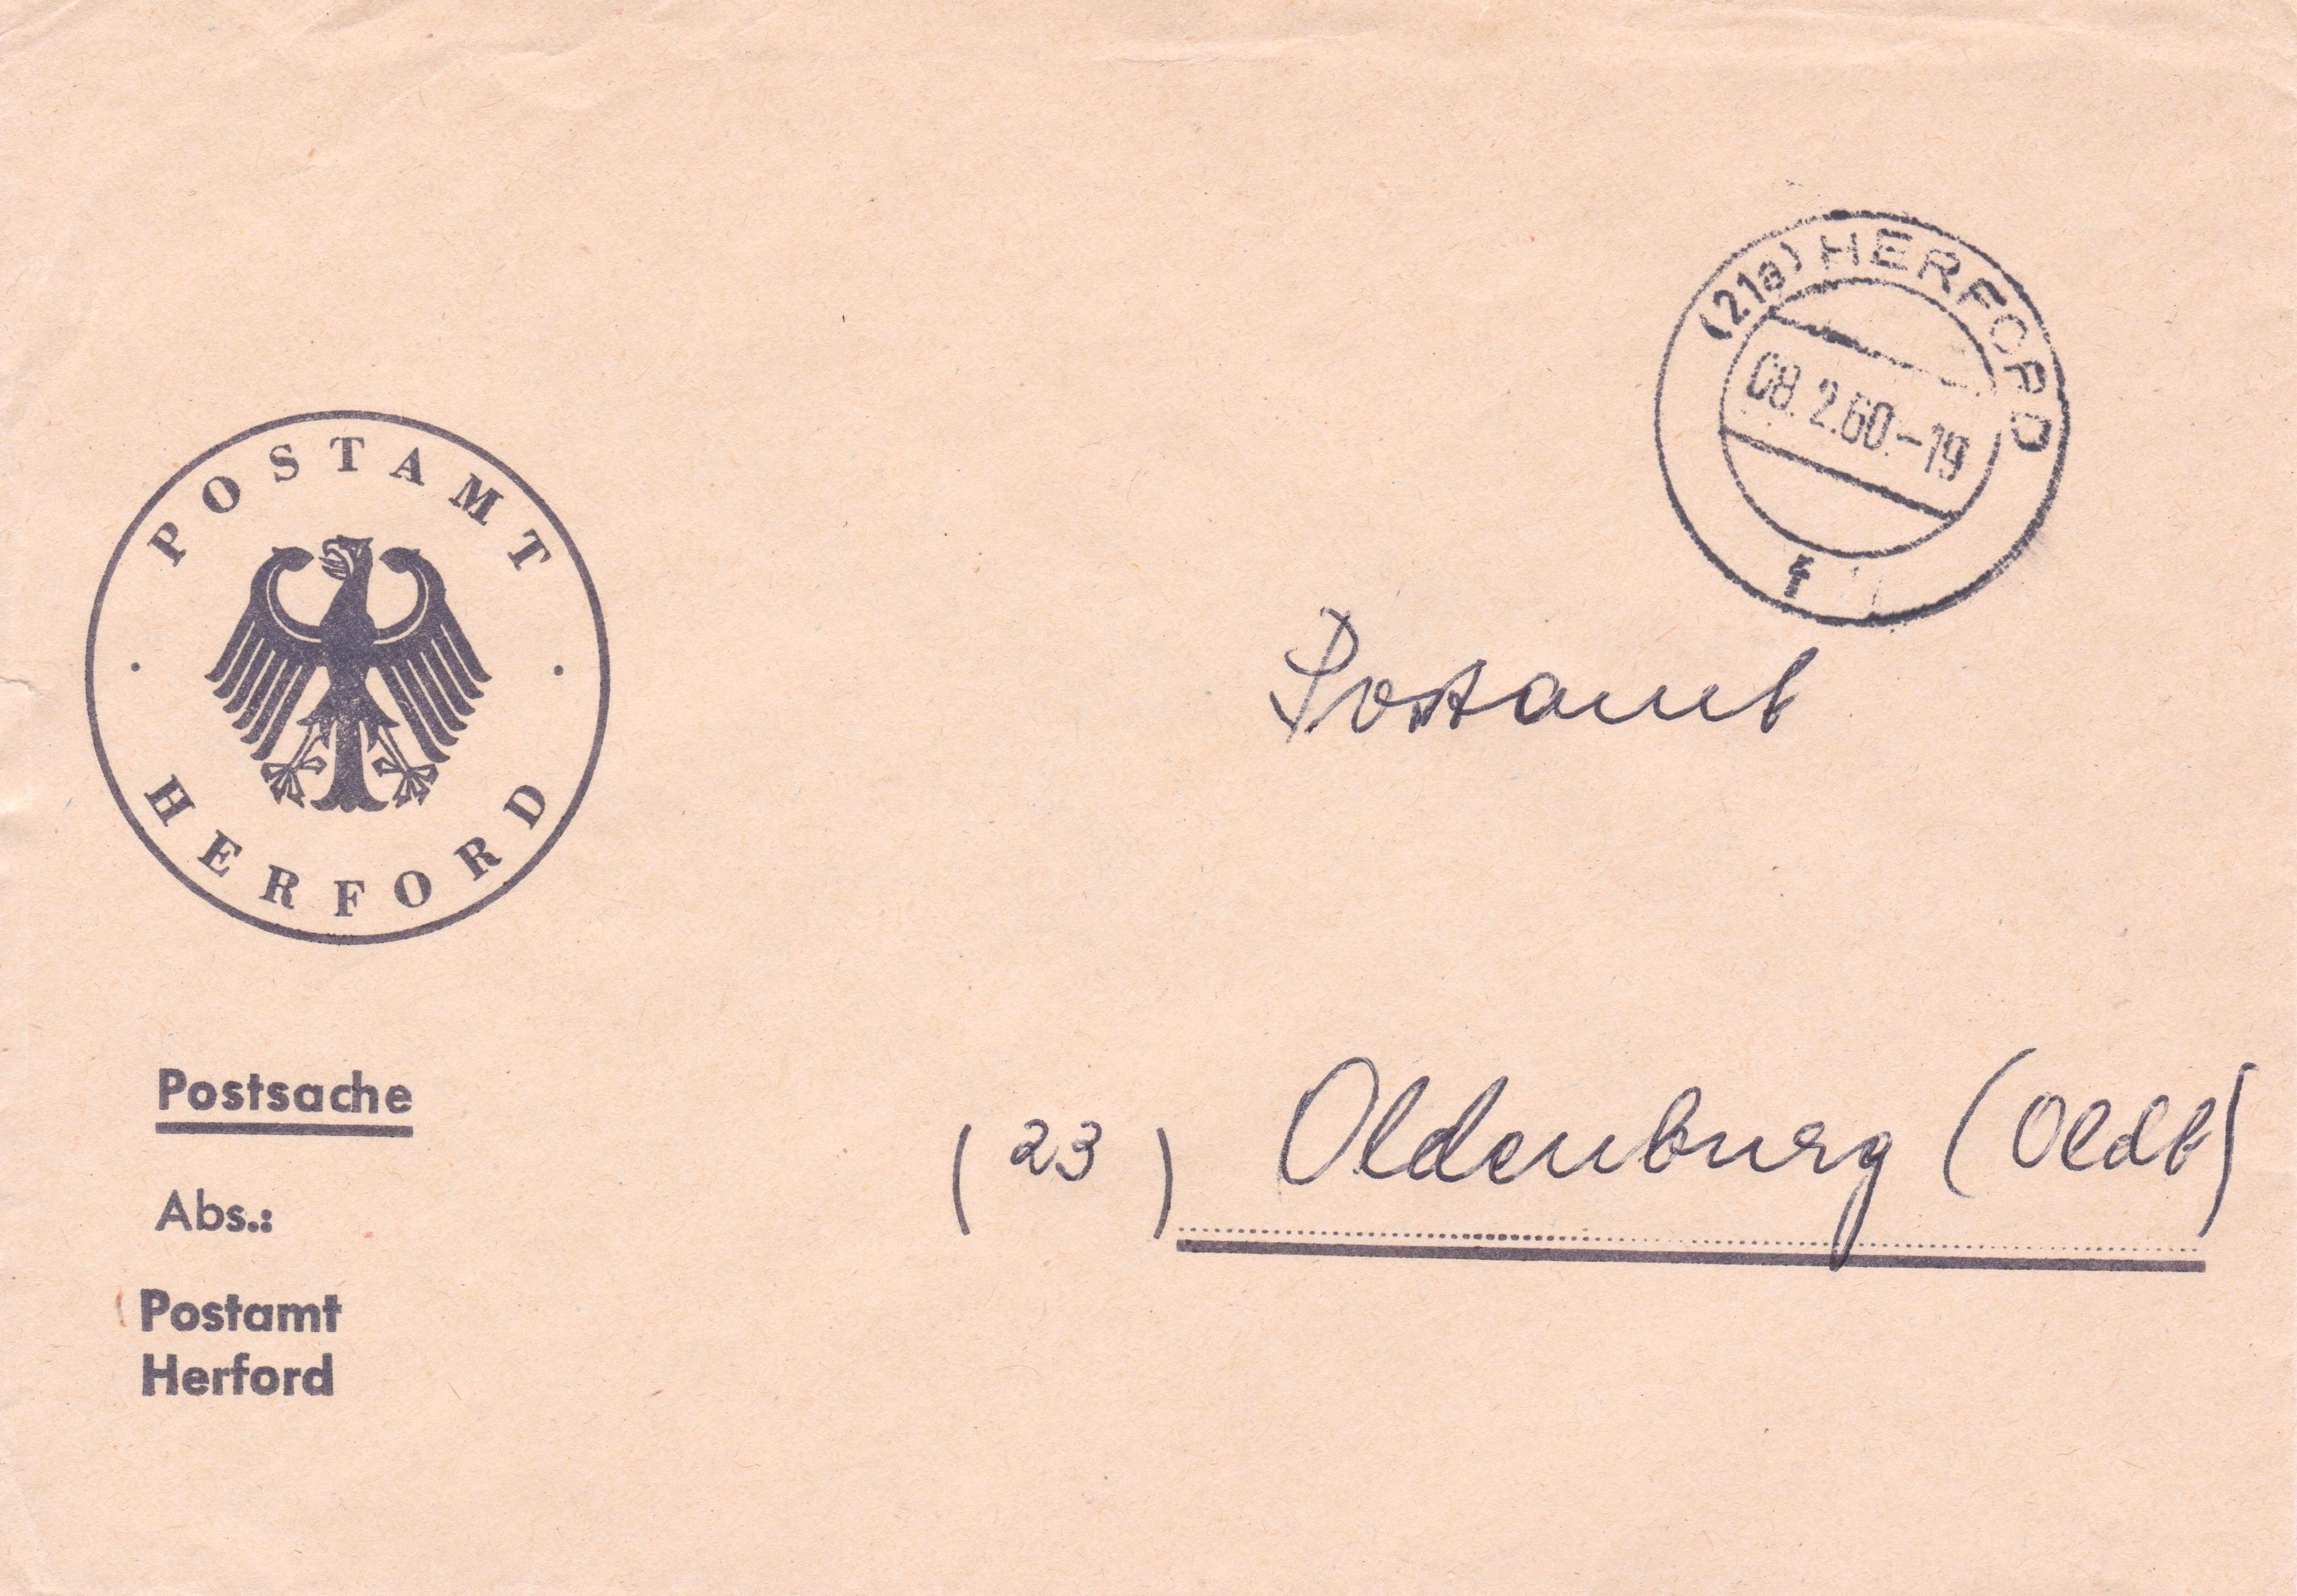 (21a) HERFORD
08.2.60.-19
f
POSTAMT
HERFORD
Postamt
Postsache
Abs.:
Postamt
Herford
(23) Oldenburg (Oldb)